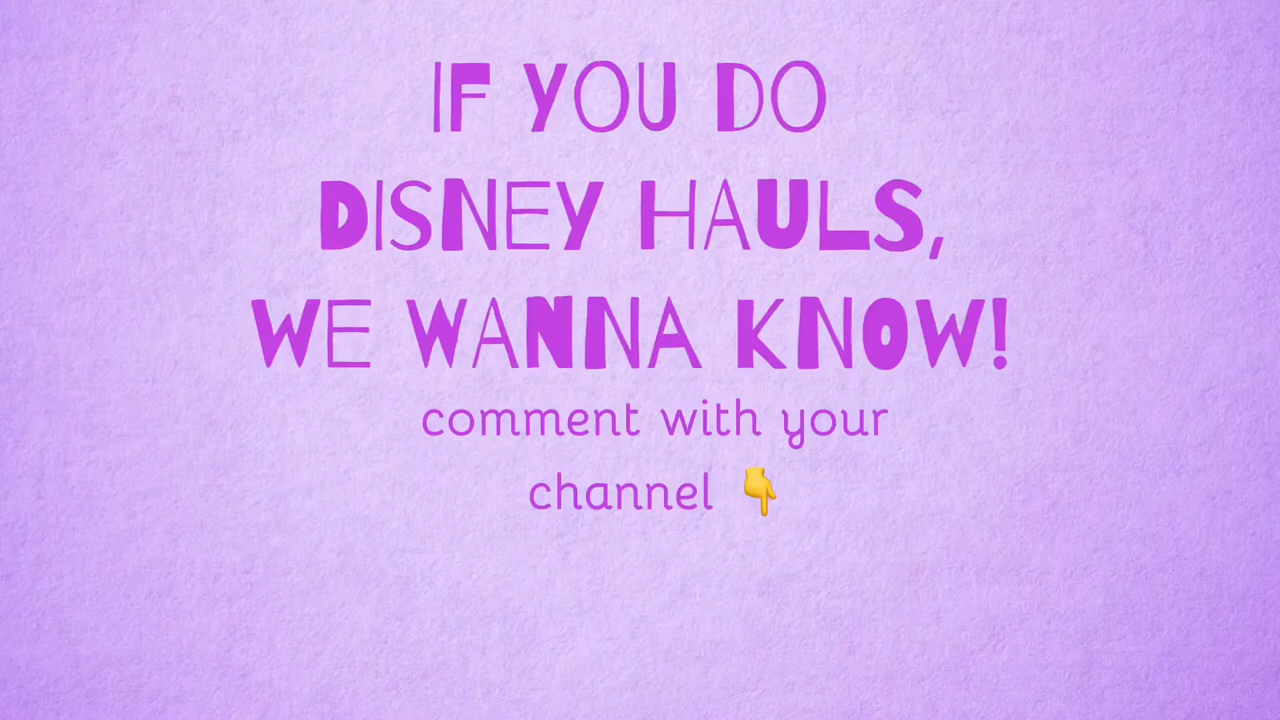 IF YOU DO
DISNEY HAULS,
WE WANNA KNOW!
comment with your
channel 👇